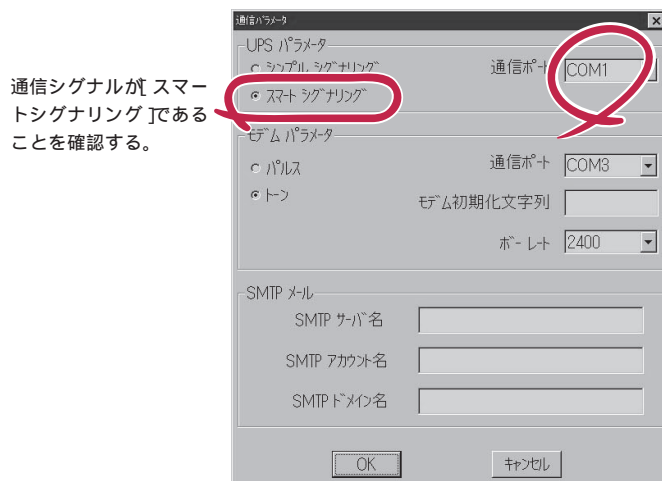 通信パラメータ
UPS パラメータ
シンプル シグナリング
通信ポート COM1
スマート シグナリング
通信シグナルが[スマー
トシグナリング]である
ことを確認する。
モデム パラメータ
パルス
通信ポート COM3
トーン
モデム初期化文字列
ボー レート 2400
SMTP メール
SMTP サーバ名
SMTP アカウント名
SMTP ドメイン名
OK キャンセル